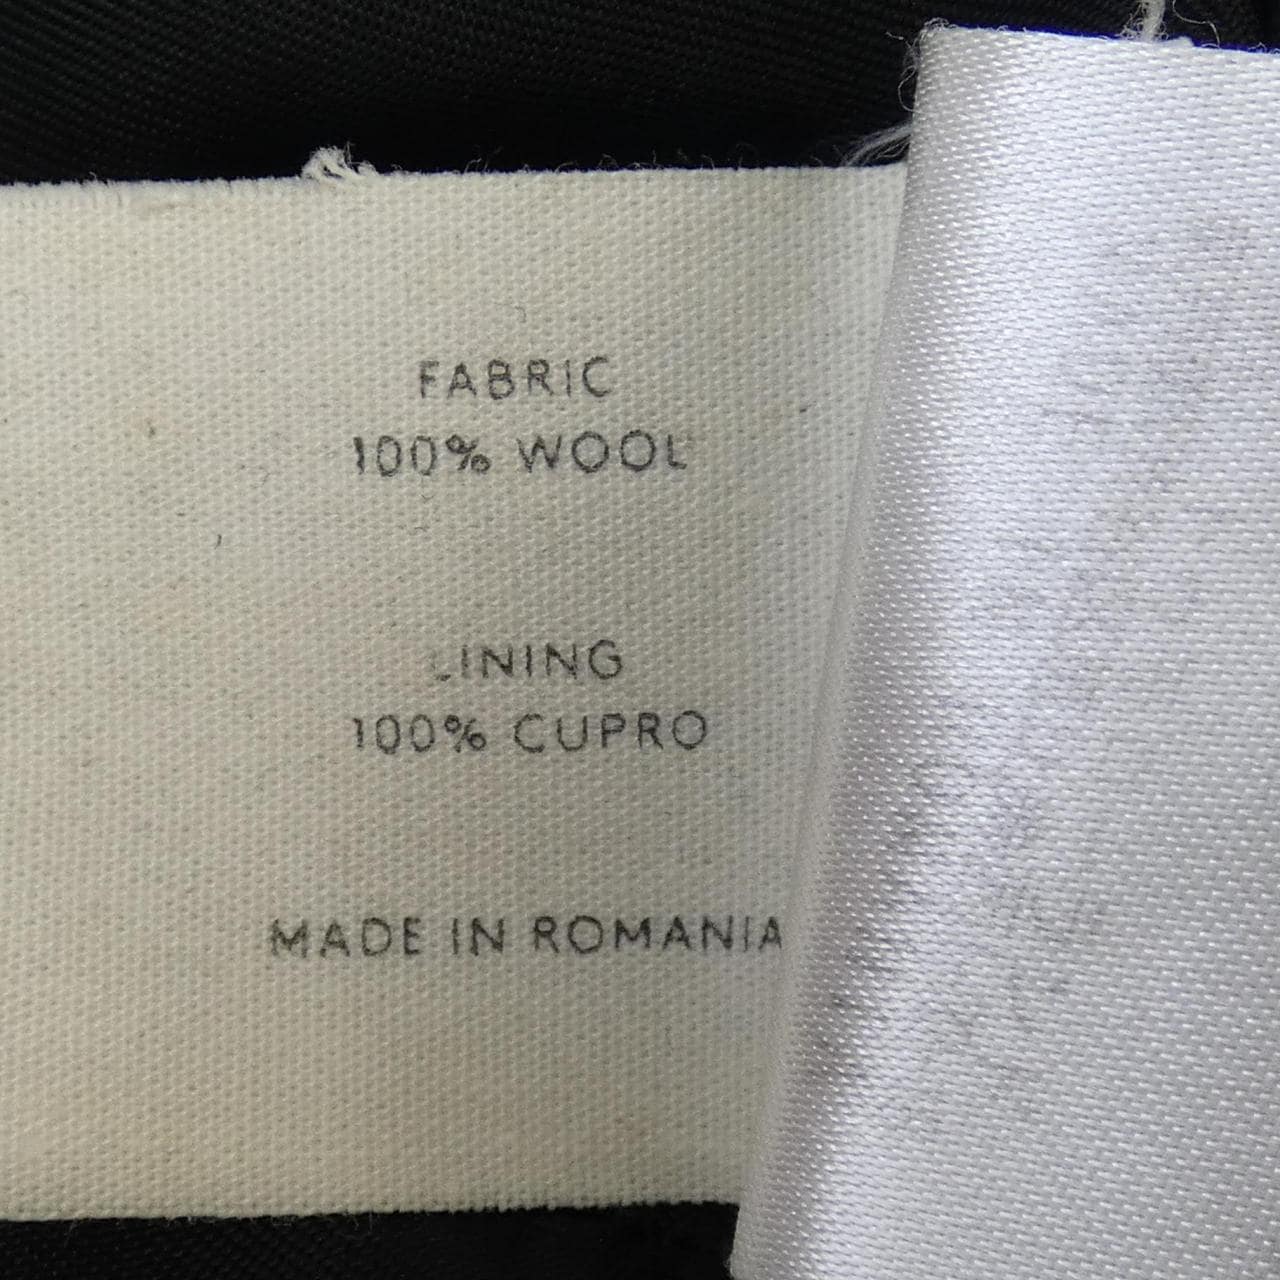 FABRIC
100% WOOL
LINING
100% CUPRO
MADE IN ROMANIA